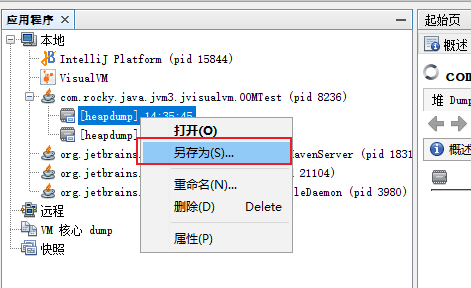 应用程序
起始页
本地
IntelliJ Platform (pid 15844)
VisualVM
com.rocky.java.jvm3.jvisualvm.OOMTest (pid 8236)
[heapdump] 14:35:45
[heapdump]
org.jetbrains
avenServer (pid 1831
org.jetbrains
21104)
org.jetbrains
leDaemon (pid 3980)
远程
VM 核心 dump
快照
打开(O)
另存为(S)...
重命名(N)...
删除(D) Delete
属性(P)
概述
com
堆 Dump
概述